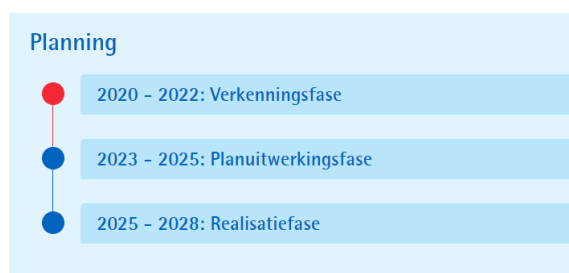 Planning
2020 - 2022: Verkenningsfase
2023 - 2025: Planuitwerkingsfase
2025 - 2028: Realisatiefase